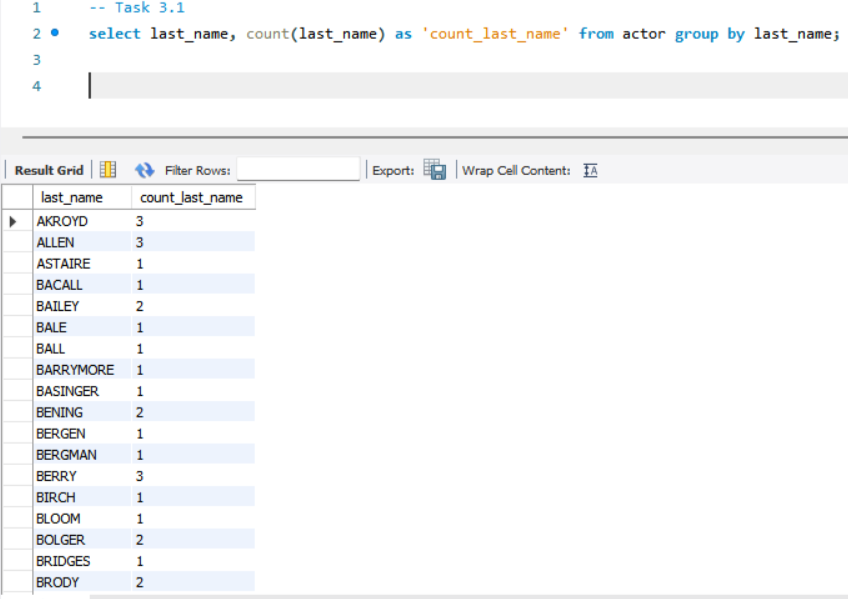 1 -- Task 3.1
2 select last_name, count(last_name) as 'count_last_name' from actor group by last_name;
3
4
Result Grid Filter Rows: Export: Wrap Cell Content: IA
last_name count_last_name
AKROYD 3
ALLEN 3
ASTAIRE 1
BACALL 1
BAILEY 2
BALE 1
BALL 1
BARRYMORE 1
BASINGER 1
BENING 2
BERGEN 1
BERGMAN 1
BERRY 3
BIRCH 1
BLOOM 1
BOLGER 2
BRIDGES 1
BRODY 2